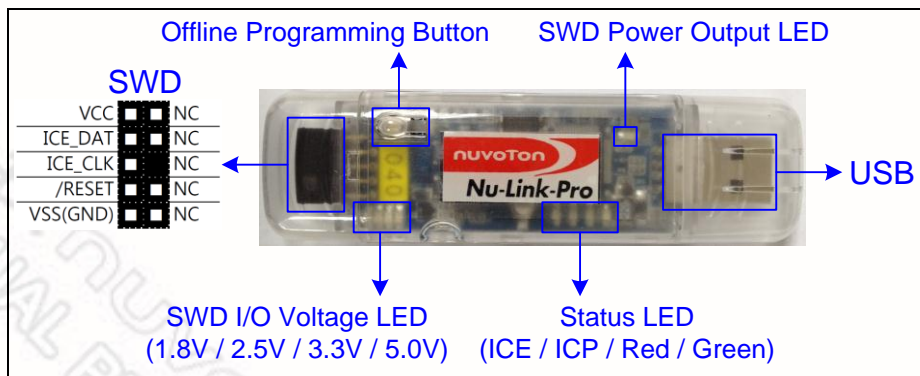 Offline Programming Button
SWD Power Output LED
SWD
VCC NC
ICE_DAT NC
ICE_CLK NC
/RESET NC
VSS(GND) NC
040
nuvoTon
Nu-Link-Pro
USB
SWD I/O Voltage LED
(1.8V / 2.5V / 3.3V / 5.0V)
Status LED
(ICE / ICP / Red / Green)